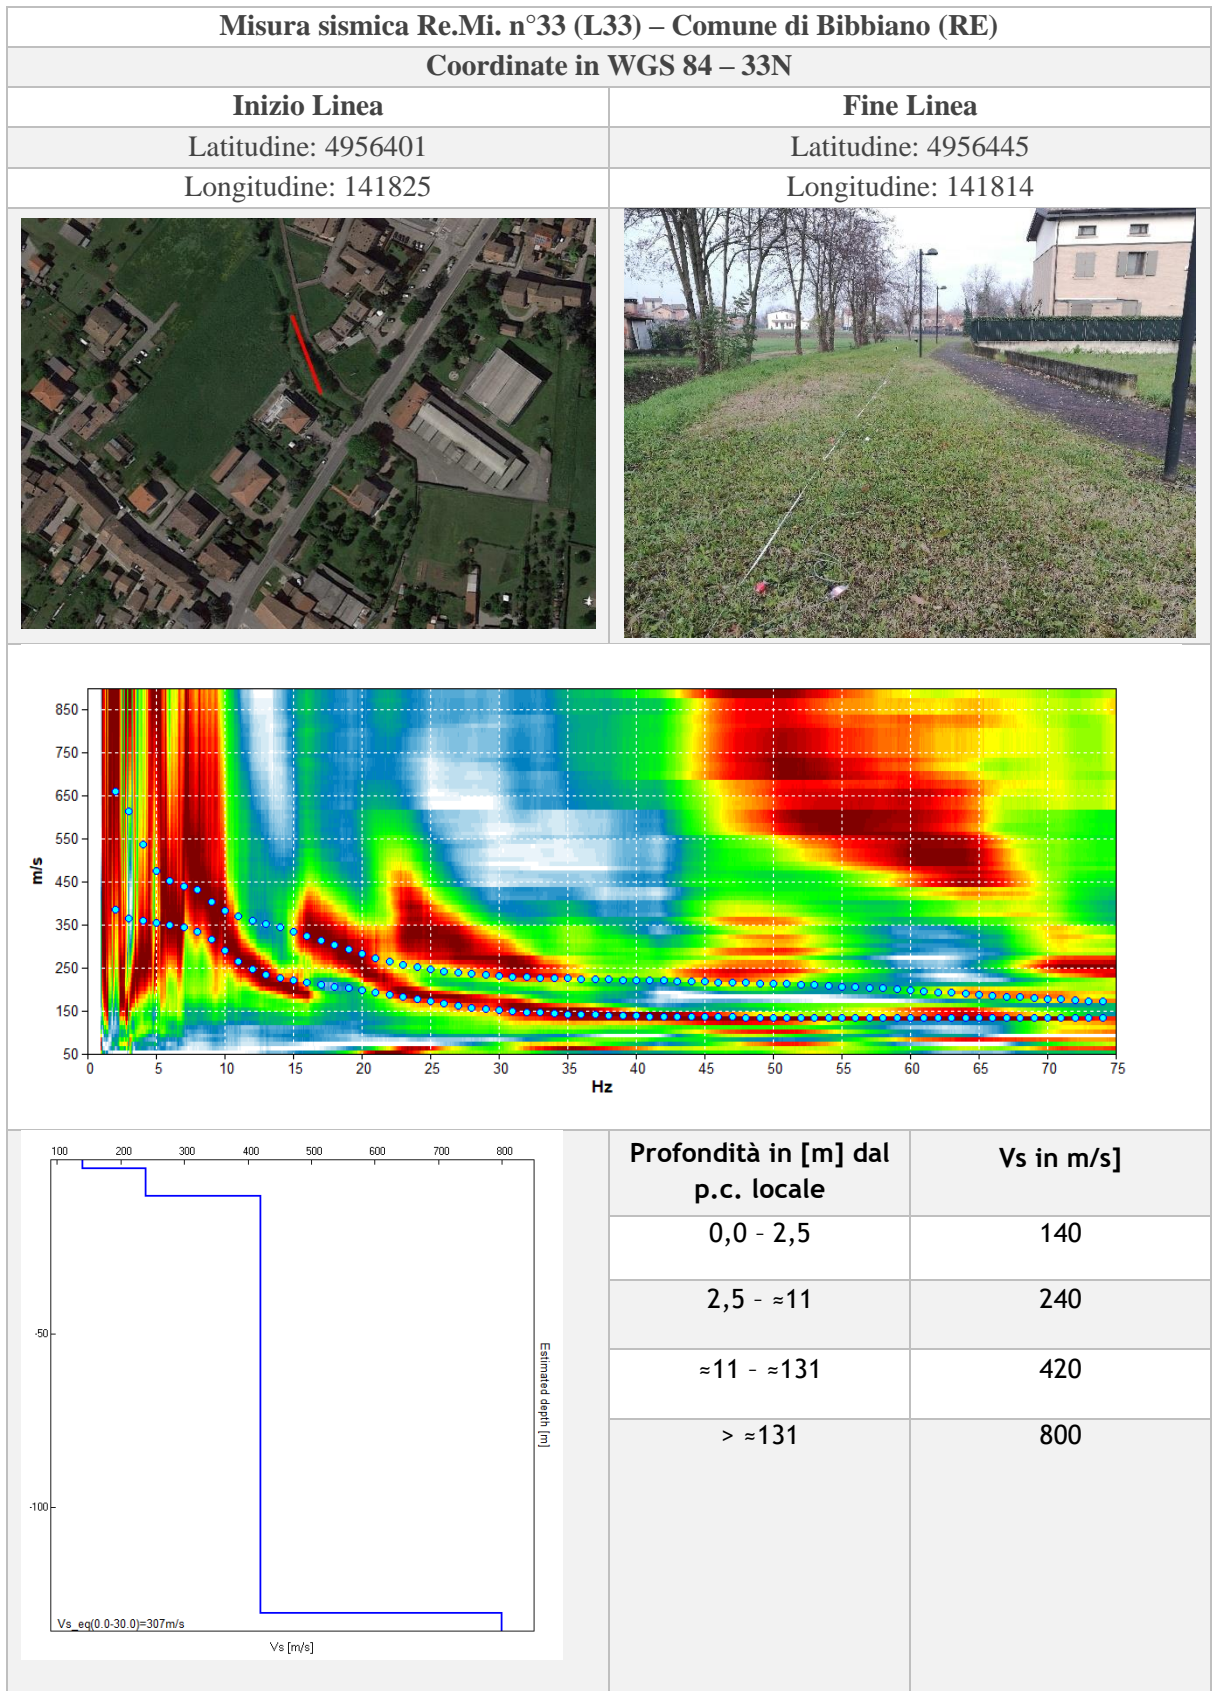 Misura sismica Re.Mi. n°33 (L33) – Comune di Bibbiano (RE)
Coordinate in WGS 84 – 33N
Inizio Linea
Fine Linea
Latitudine: 4956401
Latitudine: 4956445
Longitudine: 141825
Longitudine: 141814
850
750
650
550
450
350
250
150
50
m/s
0 5 10 15 20 25 30 35 40 45 50 55 60 65 70 75
Hz
100 200 300 400 500 600 700 800
-50
-100
Estimated depth [m]
Vs_eq(0.0-30.0)=307m/s
Vs [m/s]
Profondità in [m] dal
p.c. locale
Vs in m/s]
0,0 – 2,5
140
2,5 – ≈11
240
≈11 – ≈131
420
> ≈131
800